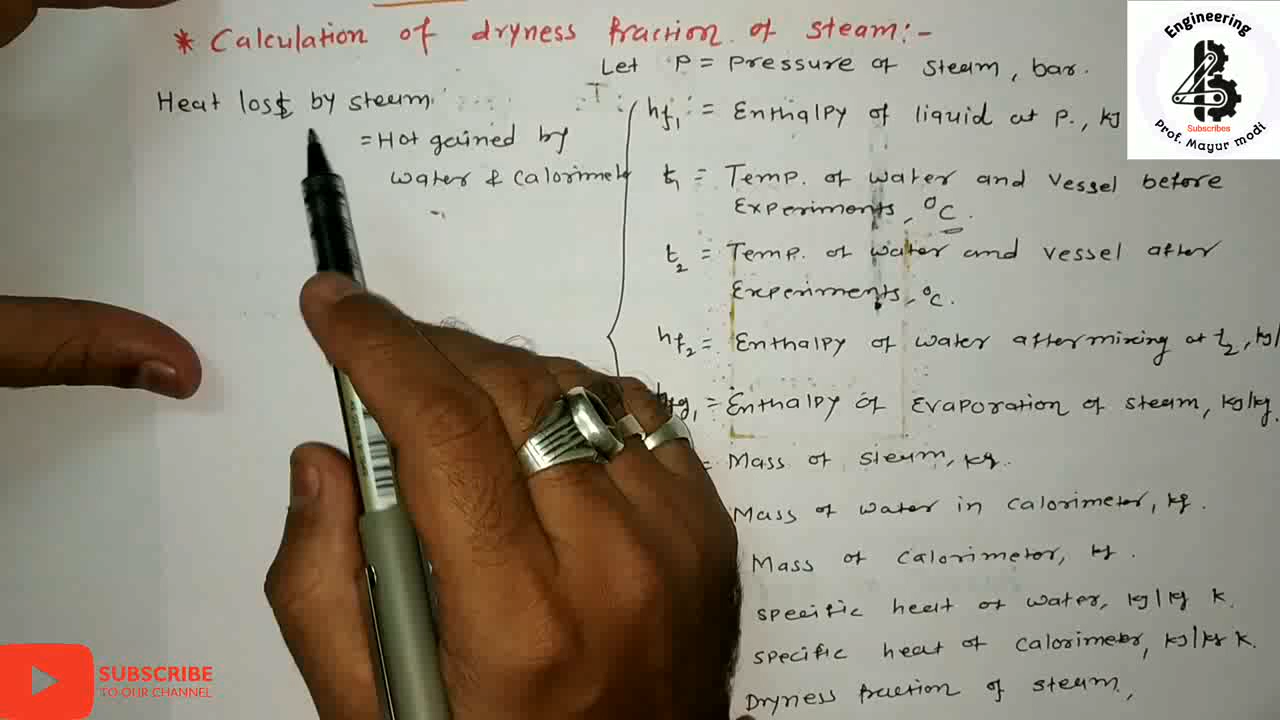 * Calculation of dryness fraction of steam:-
Let P = Pressure of steam, bar.
Heat loss by steam
= Hot gained by
water & calorimete
hf1 = Enthalpy of liquid at P., kJ
t1 = Temp. of water and vessel before
Experiments, °C.
t2 = Temp. of water and vessel after
Experiments, °C.
hf2 = Enthalpy of water after mixing at t2, kJ/
hfg1 = Enthalpy of Evaporation of steam, kJ/kg.
= Mass of steam, kg.
Mass of water in calorimeter, kg.
Mass of calorimeter, kg.
specific heat of water, kJ/kg K.
specific heat of calorimeter, kJ/kg K.
Dryness fraction of steam,
Engineering
Subscribes
Prof. Mayur modi
SUBSCRIBE
TO OUR CHANNEL